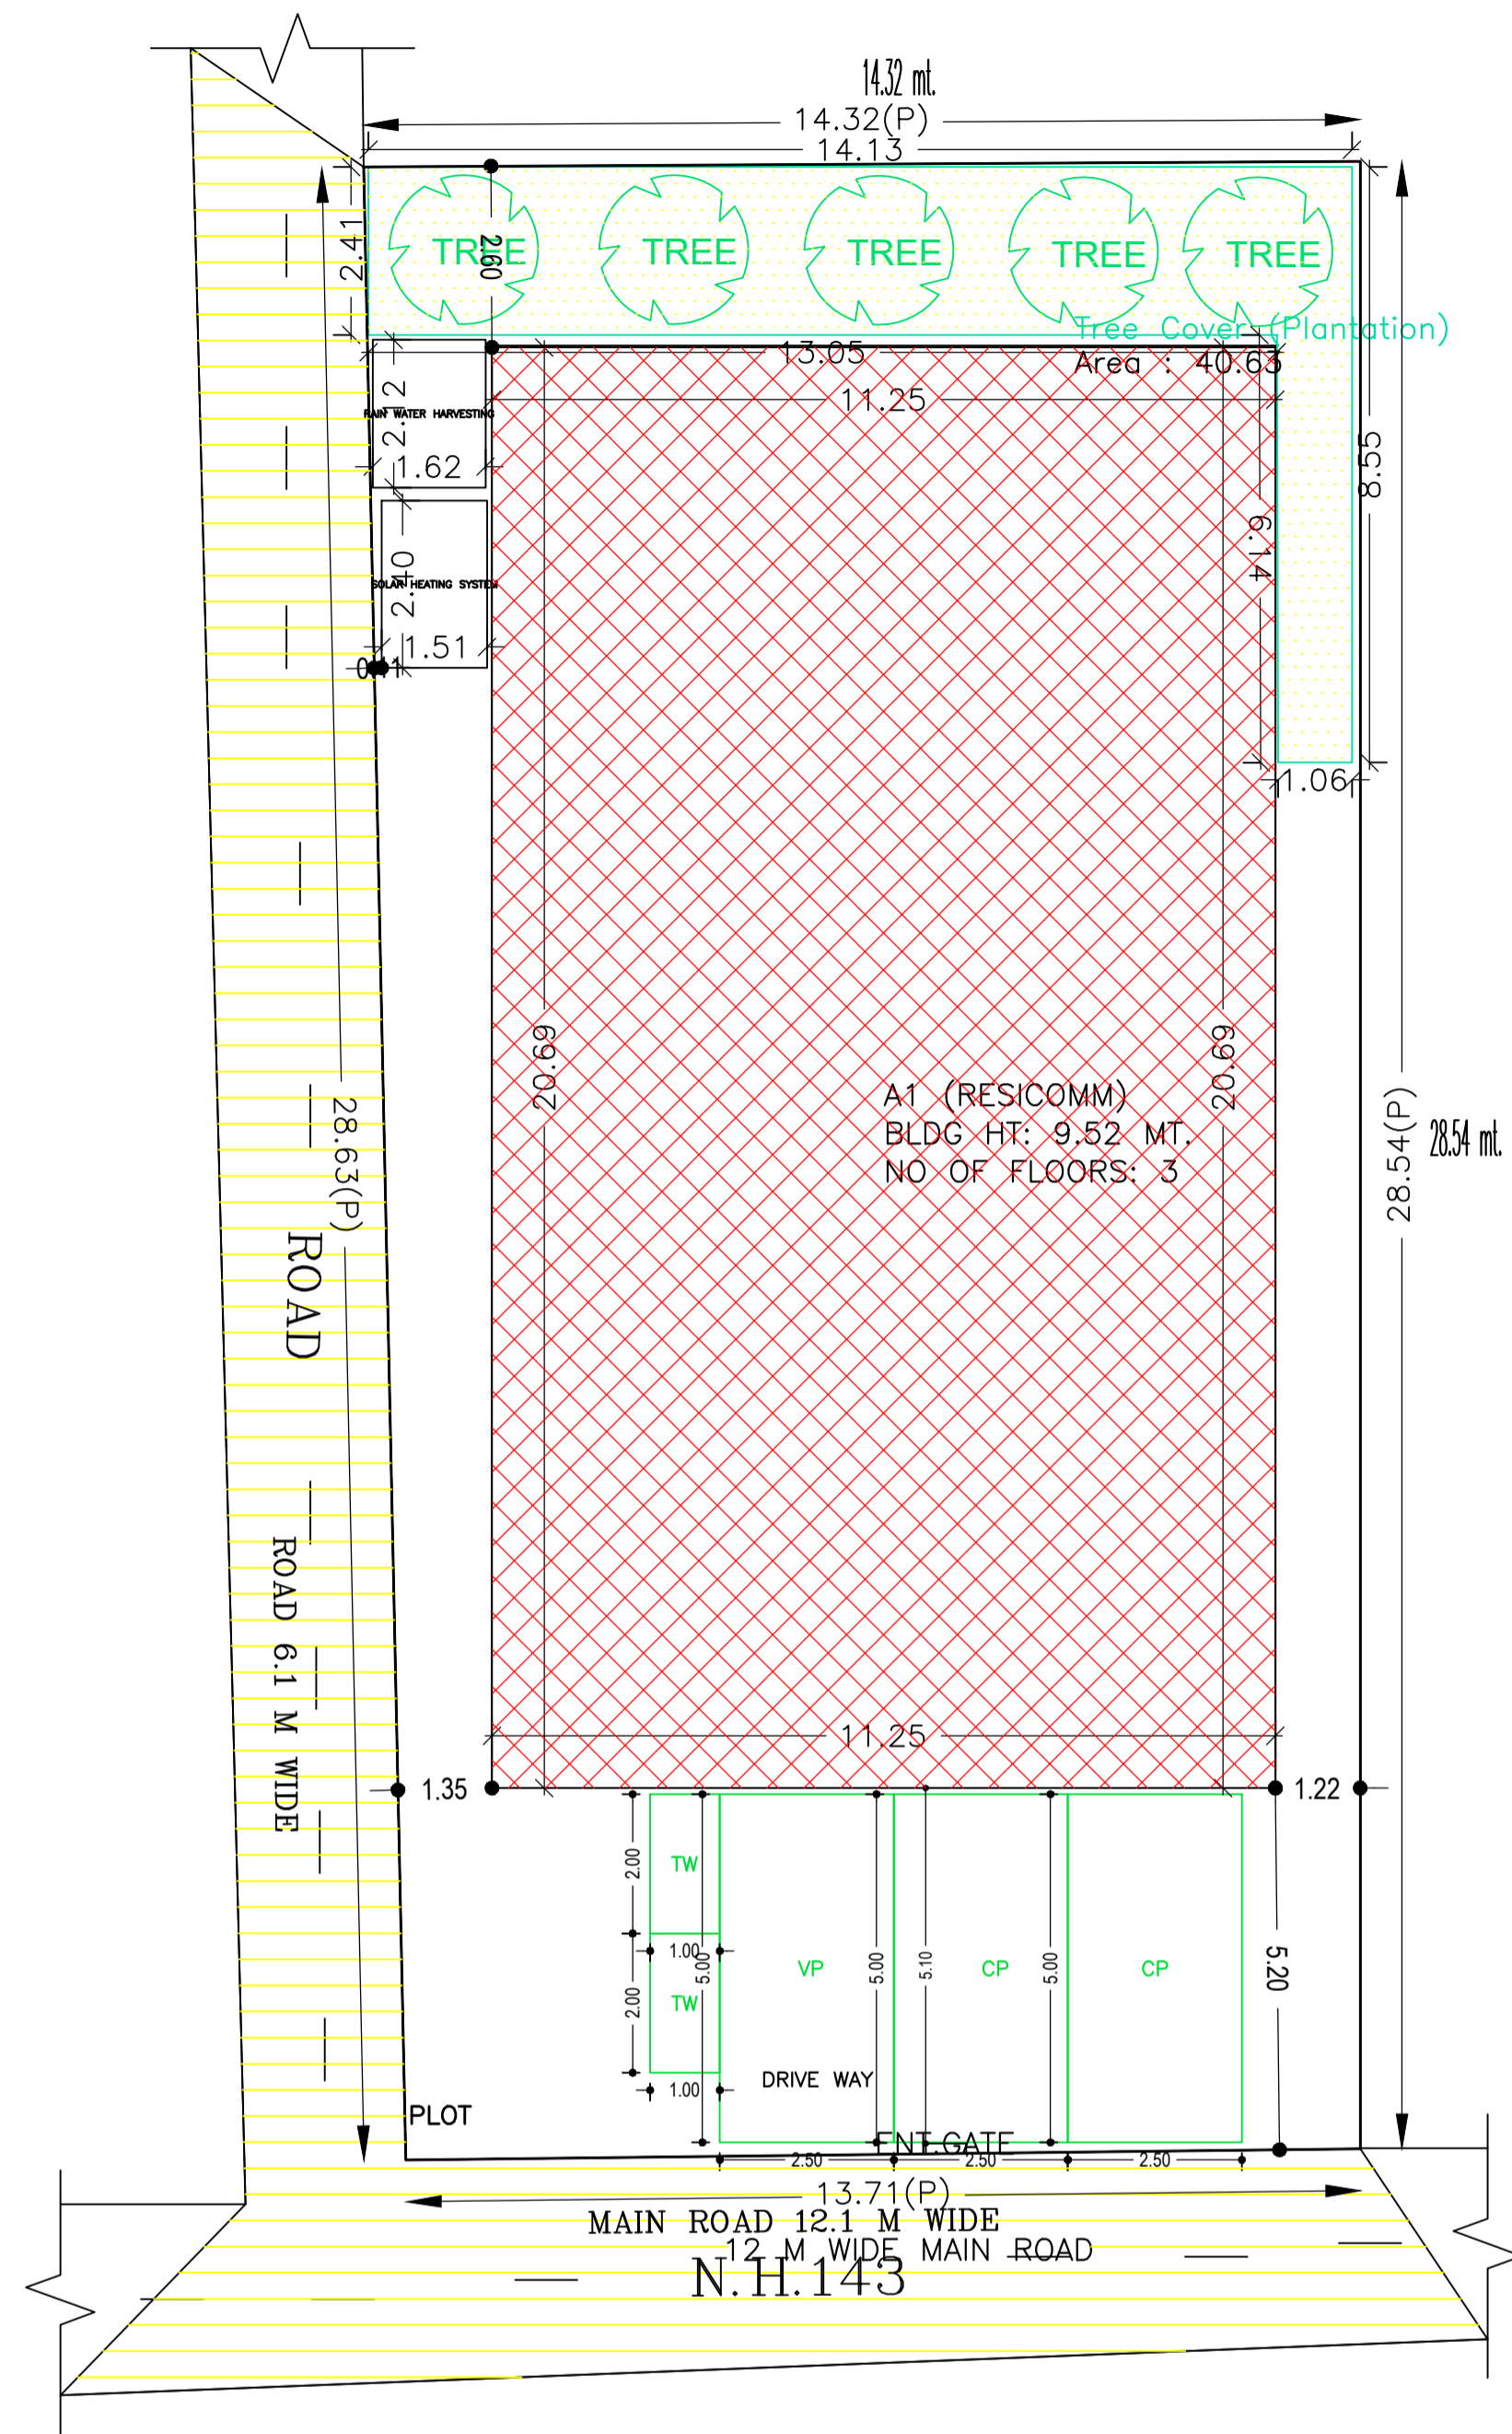 14.32 mt.
14.32(P)
14.13
2.41
2.60
TREE
TREE
TREE
TREE
TREE
Tree Cover (Plantation)
Area : 40.63
13.05
11.25
2.12
RAIN WATER HARVESTING
1.62
8.55
6.14
2.40
SOLAR HEATING SYSTEM
1.51
0.11
1.06
20.69
20.69
A1 (RESICOMM)
BLDG HT: 9.52 MT.
NO OF FLOORS: 3
28.63(P)
28.54(P)
28.54 mt.
ROAD
ROAD 6.1 M WIDE
11.25
1.35
1.22
2.00
TW
1.00
5.00
VP
5.00
5.10
CP
5.00
CP
5.20
2.00
TW
1.00
DRIVE WAY
PLOT
ENT.GATE
2.50
2.50
2.50
13.71(P)
MAIN ROAD 12.1 M WIDE
12 M WIDE MAIN ROAD
N.H.143